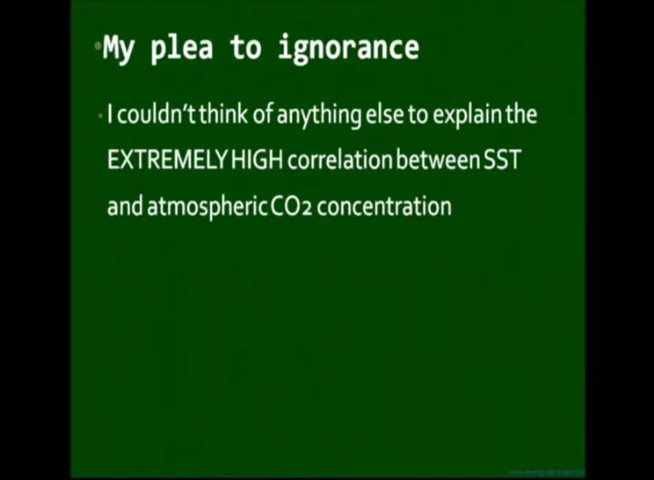 My plea to ignorance
I couldn't think of anything else to explain the
EXTREMELY HIGH correlation between SST
and atmospheric CO2 concentration